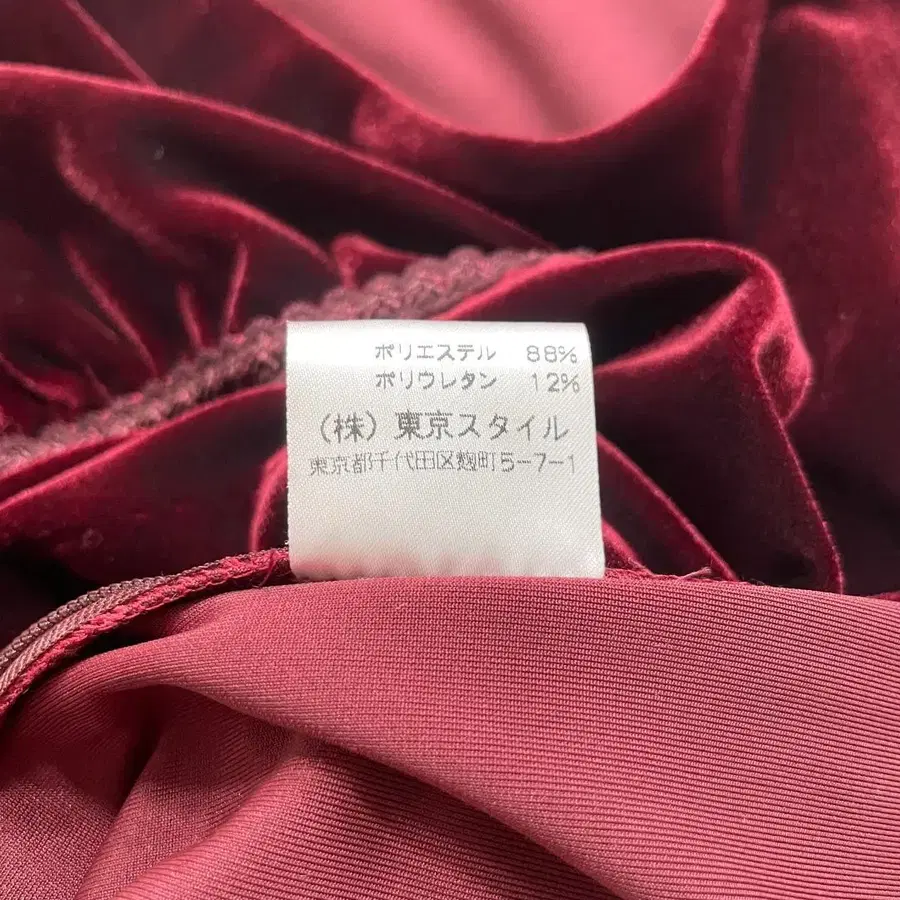 ポリエステル 88%
ポリウレタン 12%
(株) 東京スタイル
東京都千代田区麹町5-7-1